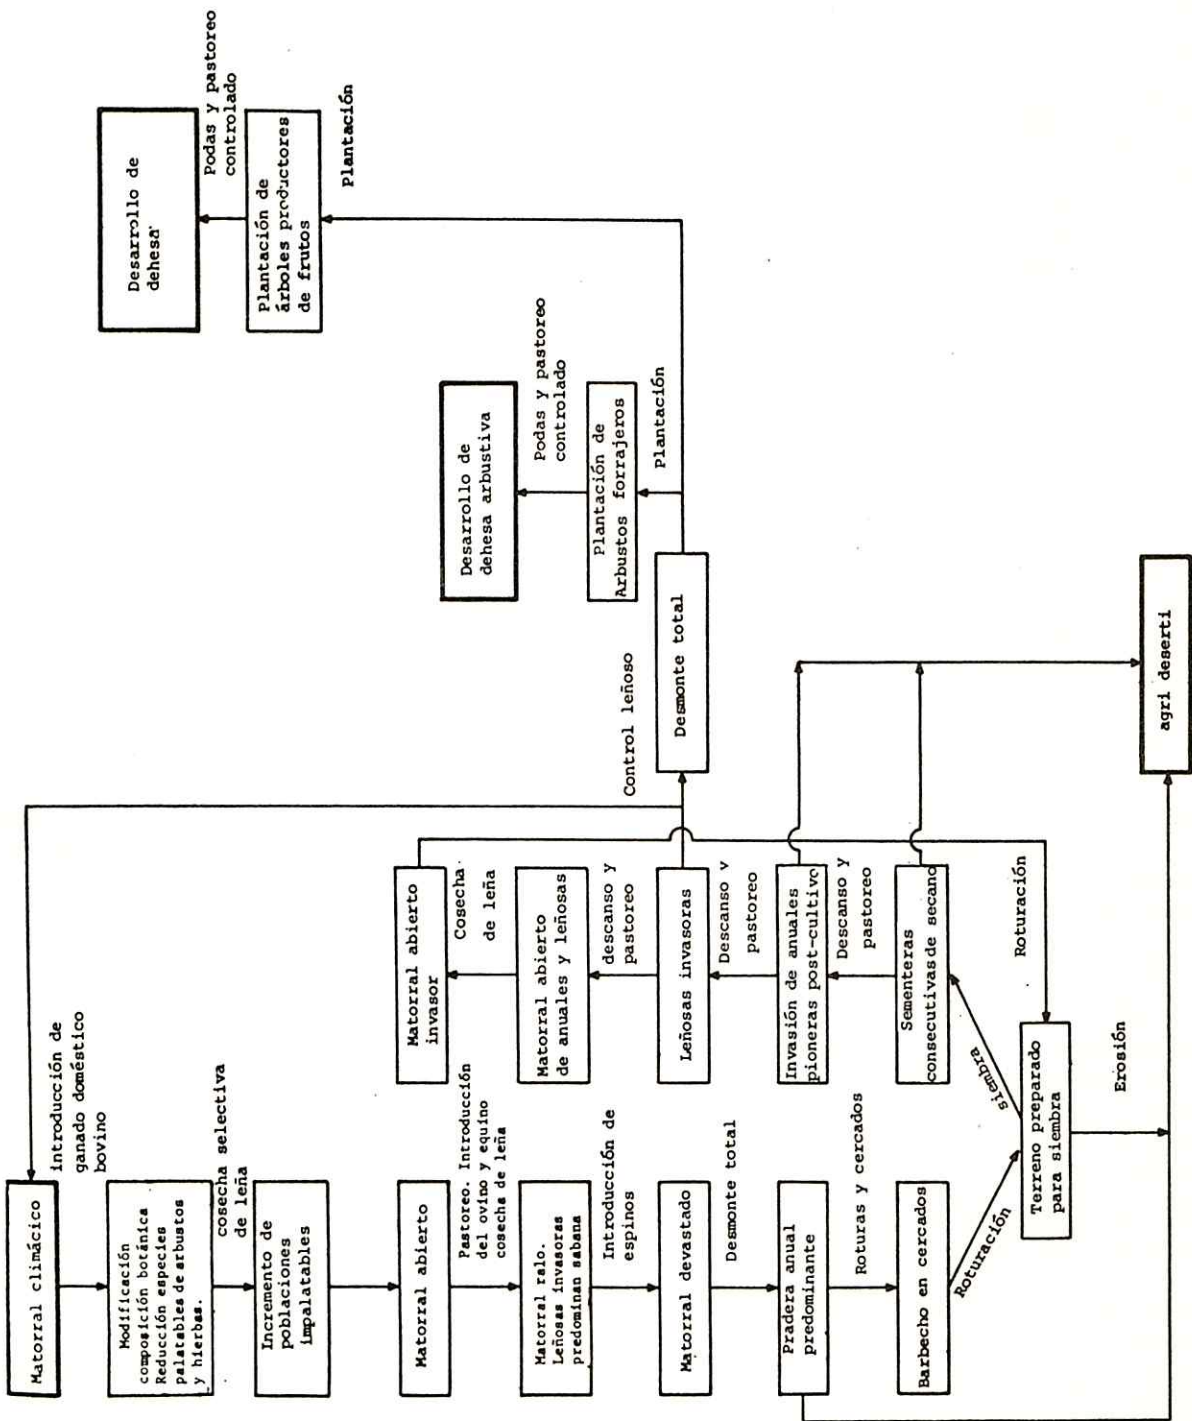 Matorral climácico
introducción de
ganado doméstico
bovino
Modificación
composición botánica
Reducción especies
palatables de arbustos
y hierbas.
cosecha selectiva
de leña
Incremento de
poblaciones
impalatables
Matorral abierto
Pastoreo. Introducción
del ovino y equino
cosecha de leña
Matorral ralo.
Leñosas invasoras
predominan sabana
Introducción de
espinos
Matorral devastado
Desmonte total
Pradera anual
predominante
Roturas y cercados
Barbecho en cercados
Roturación
Terreno preparado
para siembra
Erosión
siembra
Roturación
Sementeras
consecutivas de secano
Descanso y
pastoreo
Invasión de anuales
pioneras post-cultivo
Descanso y
pastoreo
Leñosas invasoras
descanso y
pastoreo
Matorral abierto
de anuales y leñosas
Cosecha
de leña
Matorral abierto
invasor
Control leñoso
Desmonte total
Plantación
Plantación de
Arbustos forrajeros
Podas y pastoreo
controlado
Desarrollo de
dehesa arbustiva
Plantación
Plantación de
árboles productores
de frutos
Podas y pastoreo
controlado
Desarrollo de
dehesa
agri deserti